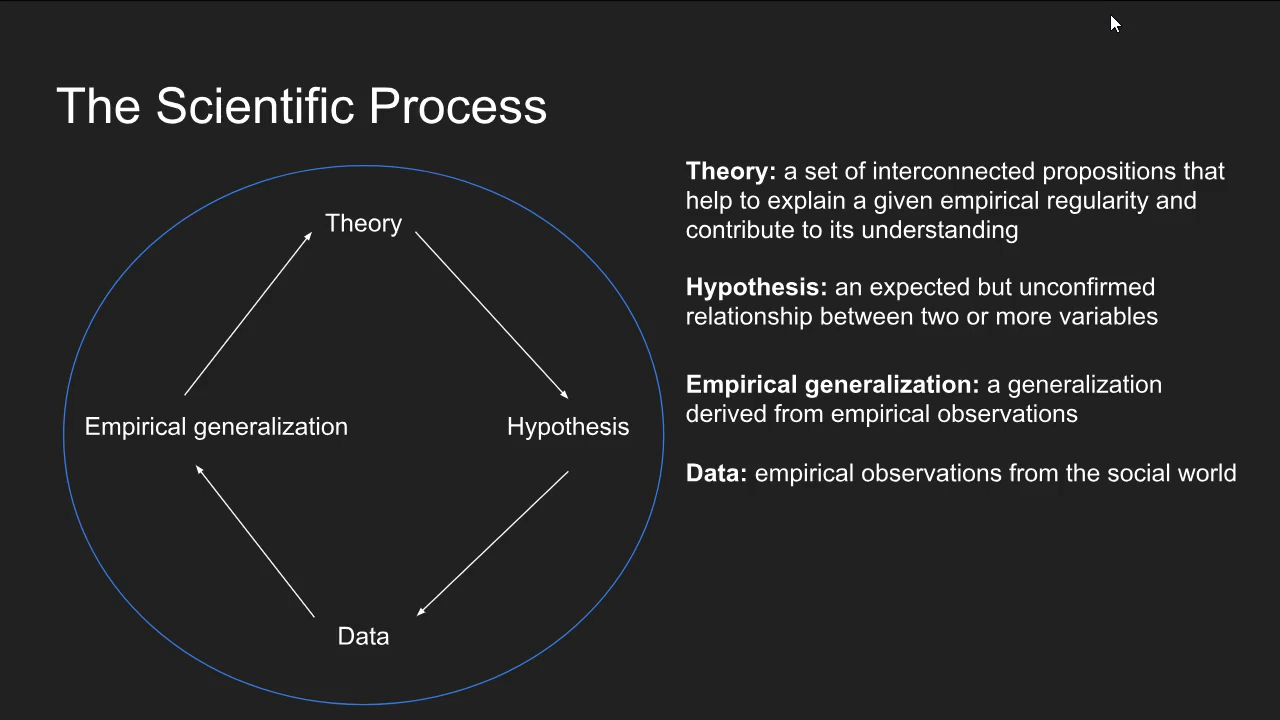 The Scientific Process
Theory
Empirical generalization
Hypothesis
Data
Theory: a set of interconnected propositions that
help to explain a given empirical regularity and
contribute to its understanding
Hypothesis: an expected but unconfirmed
relationship between two or more variables
Empirical generalization: a generalization
derived from empirical observations
Data: empirical observations from the social world